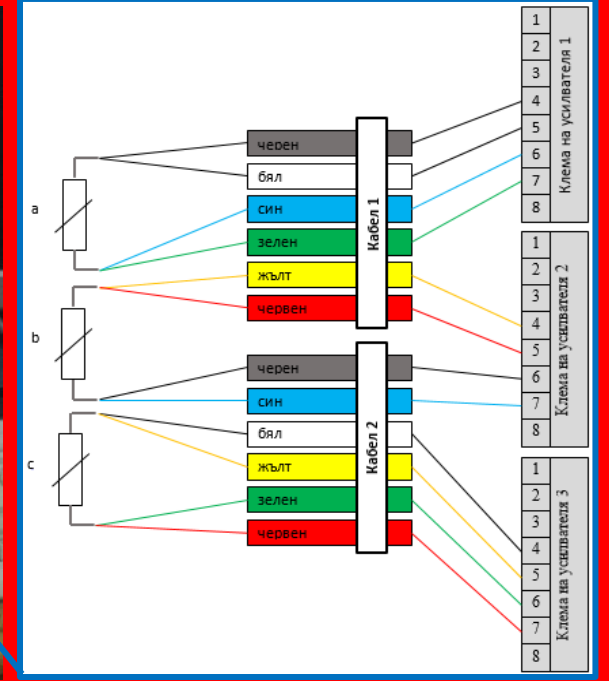 a
b
c
черен
бял
син
зелен
жълт
червен
Кабел 1
черен
син
бял
жълт
зелен
червен
Кабел 2
1
2
3
4
5
6
7
8
Клема на усилвателя 1
1
2
3
4
5
6
7
8
Клема на усилвателя 2
1
2
3
4
5
6
7
8
Клема на усилвателя 3